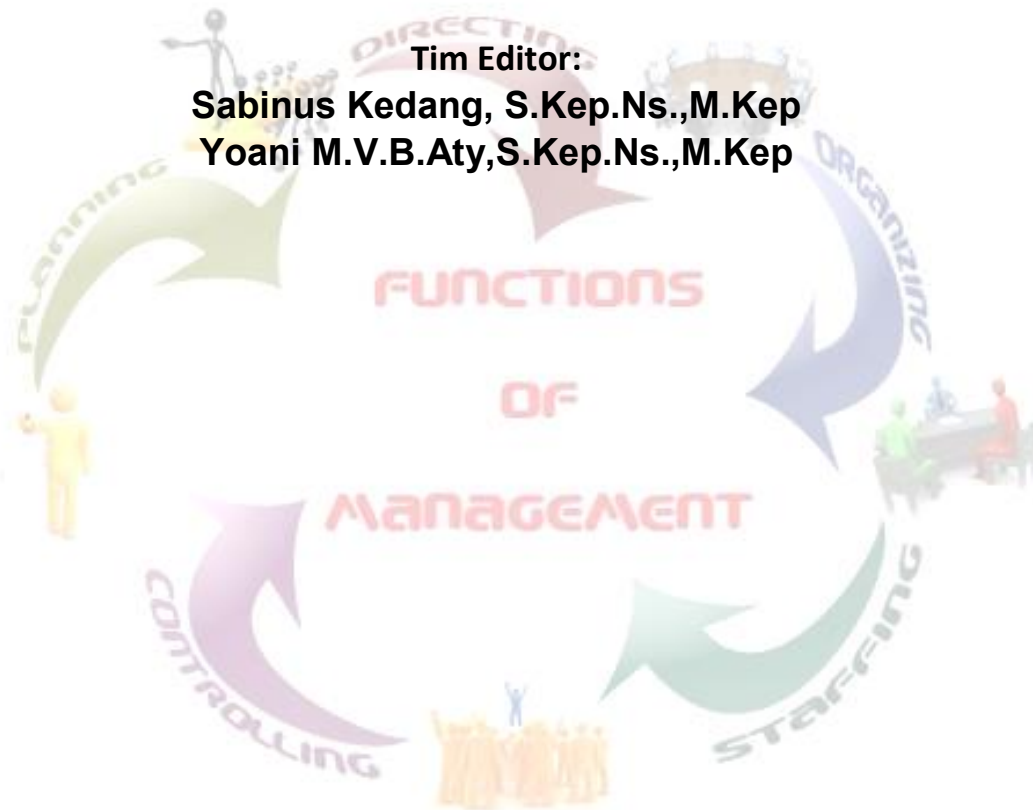 Tim Editor:
Sabinus Kedang, S.Kep.Ns.,M.Kep
Yoani M.V.B.Aty,S.Kep.Ns.,M.Kep
DIRECTING
PLANNING
ORGANIZING
FUNCTIONS
OF
MANAGEMENT
CONTROLLING
STAFFING